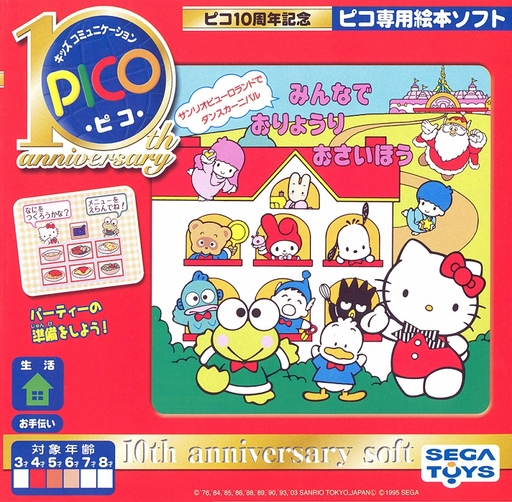 ピコ10周年記念
ピコ専用絵本ソフト
10th
キッズ コミュニケーション
PICO
・ピコ・
anniversary
サンリオピューロランドで
ダンスカーニバル
みんなで
おりょうり
おさいほう
なにを
つくろうかな?
メニューを
えらんでね!
パーティーの
準備をしよう!
じゅんび
生活
お手伝い
対象年齢
3才 4才 5才 6才 7才 8才
10th anniversary soft
SEGA
TOYS
© '76, '84, '85, '86, '88, '89, '90, '93, '03 SANRIO TOKYO, JAPAN Ⓛ © 1995 SEGA